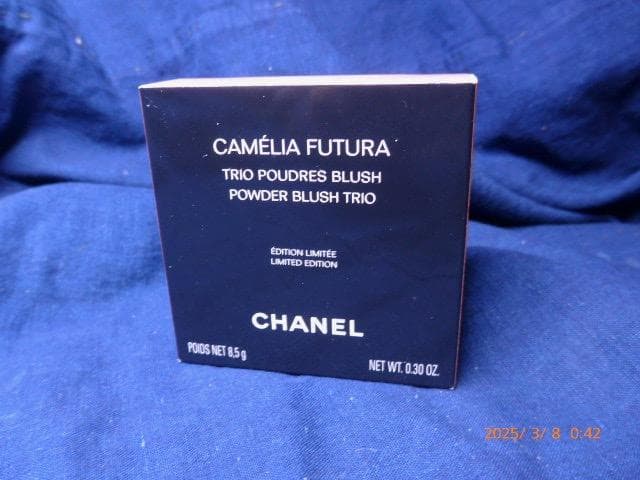 CAMÉLIA FUTURA
TRIO POUDRES BLUSH
POWDER BLUSH TRIO
ÉDITION LIMITÉE
LIMITED EDITION
CHANEL
POIDS NET 8,5 g
NET WT. 0.30 OZ.
2025/ 3/ 8 0:42